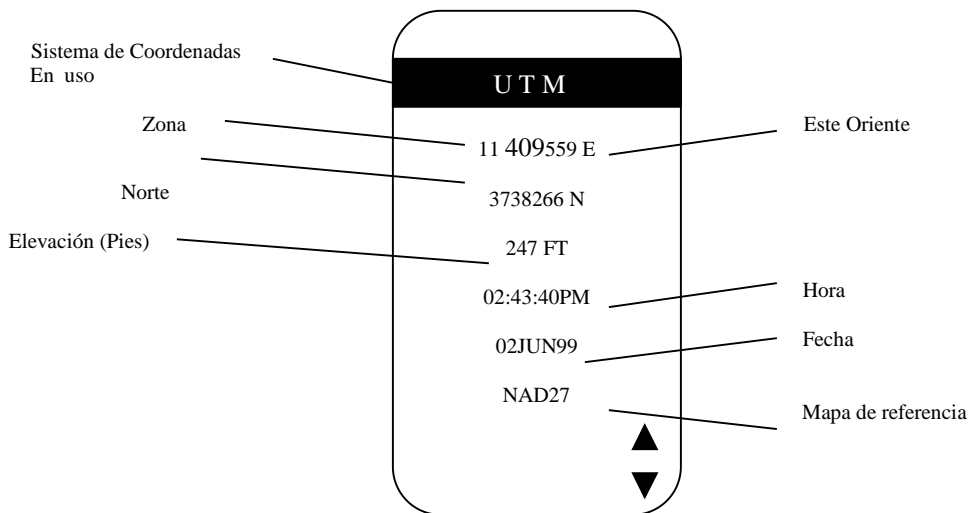 Sistema de Coordenadas
En uso
U T M
Zona
11 409559 E
Este Oriente
Norte
3738266 N
Elevación (Pies)
247 FT
02:43:40PM
Hora
02JUN99
Fecha
NAD27
Mapa de referencia